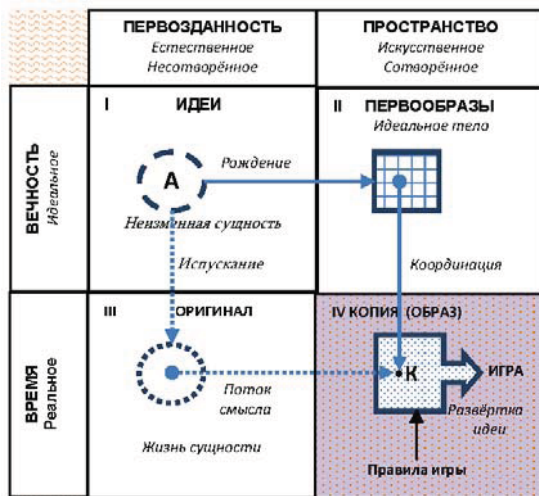 ПЕРВОЗДАННОСТЬ
Естественное
Несотворённое
ПРОСТРАНСТВО
Искусственное
Сотворённое
ВЕЧНОСТЬ
Идеальное
I ИДЕИ
A
Рождение
Неизменная сущность
Испускание
II ПЕРВООБРАЗЫ
Идеальное тело
Координация
ВРЕМЯ
Реальное
III ОРИГИНАЛ
Поток
смысла
Жизнь сущности
IV КОПИЯ (ОБРАЗ)
К
ИГРА
Развёртка
идеи
Правила игры